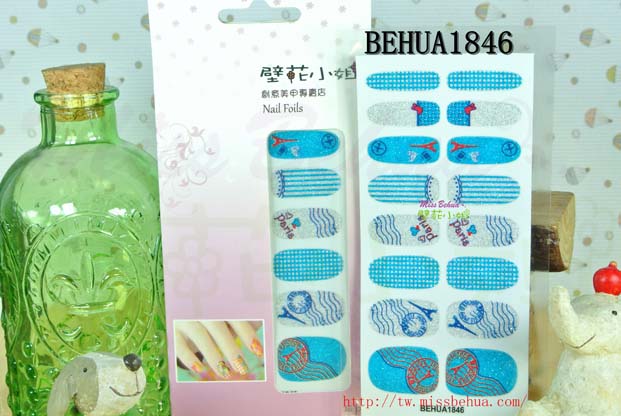 BEHUA1846
壁花小姐
創意美甲專賣店
Nail Foils
Paris
Miss Behua
壁花小姐
Paris
Paris
BEHUA1846
http://tw.missbehua.com/